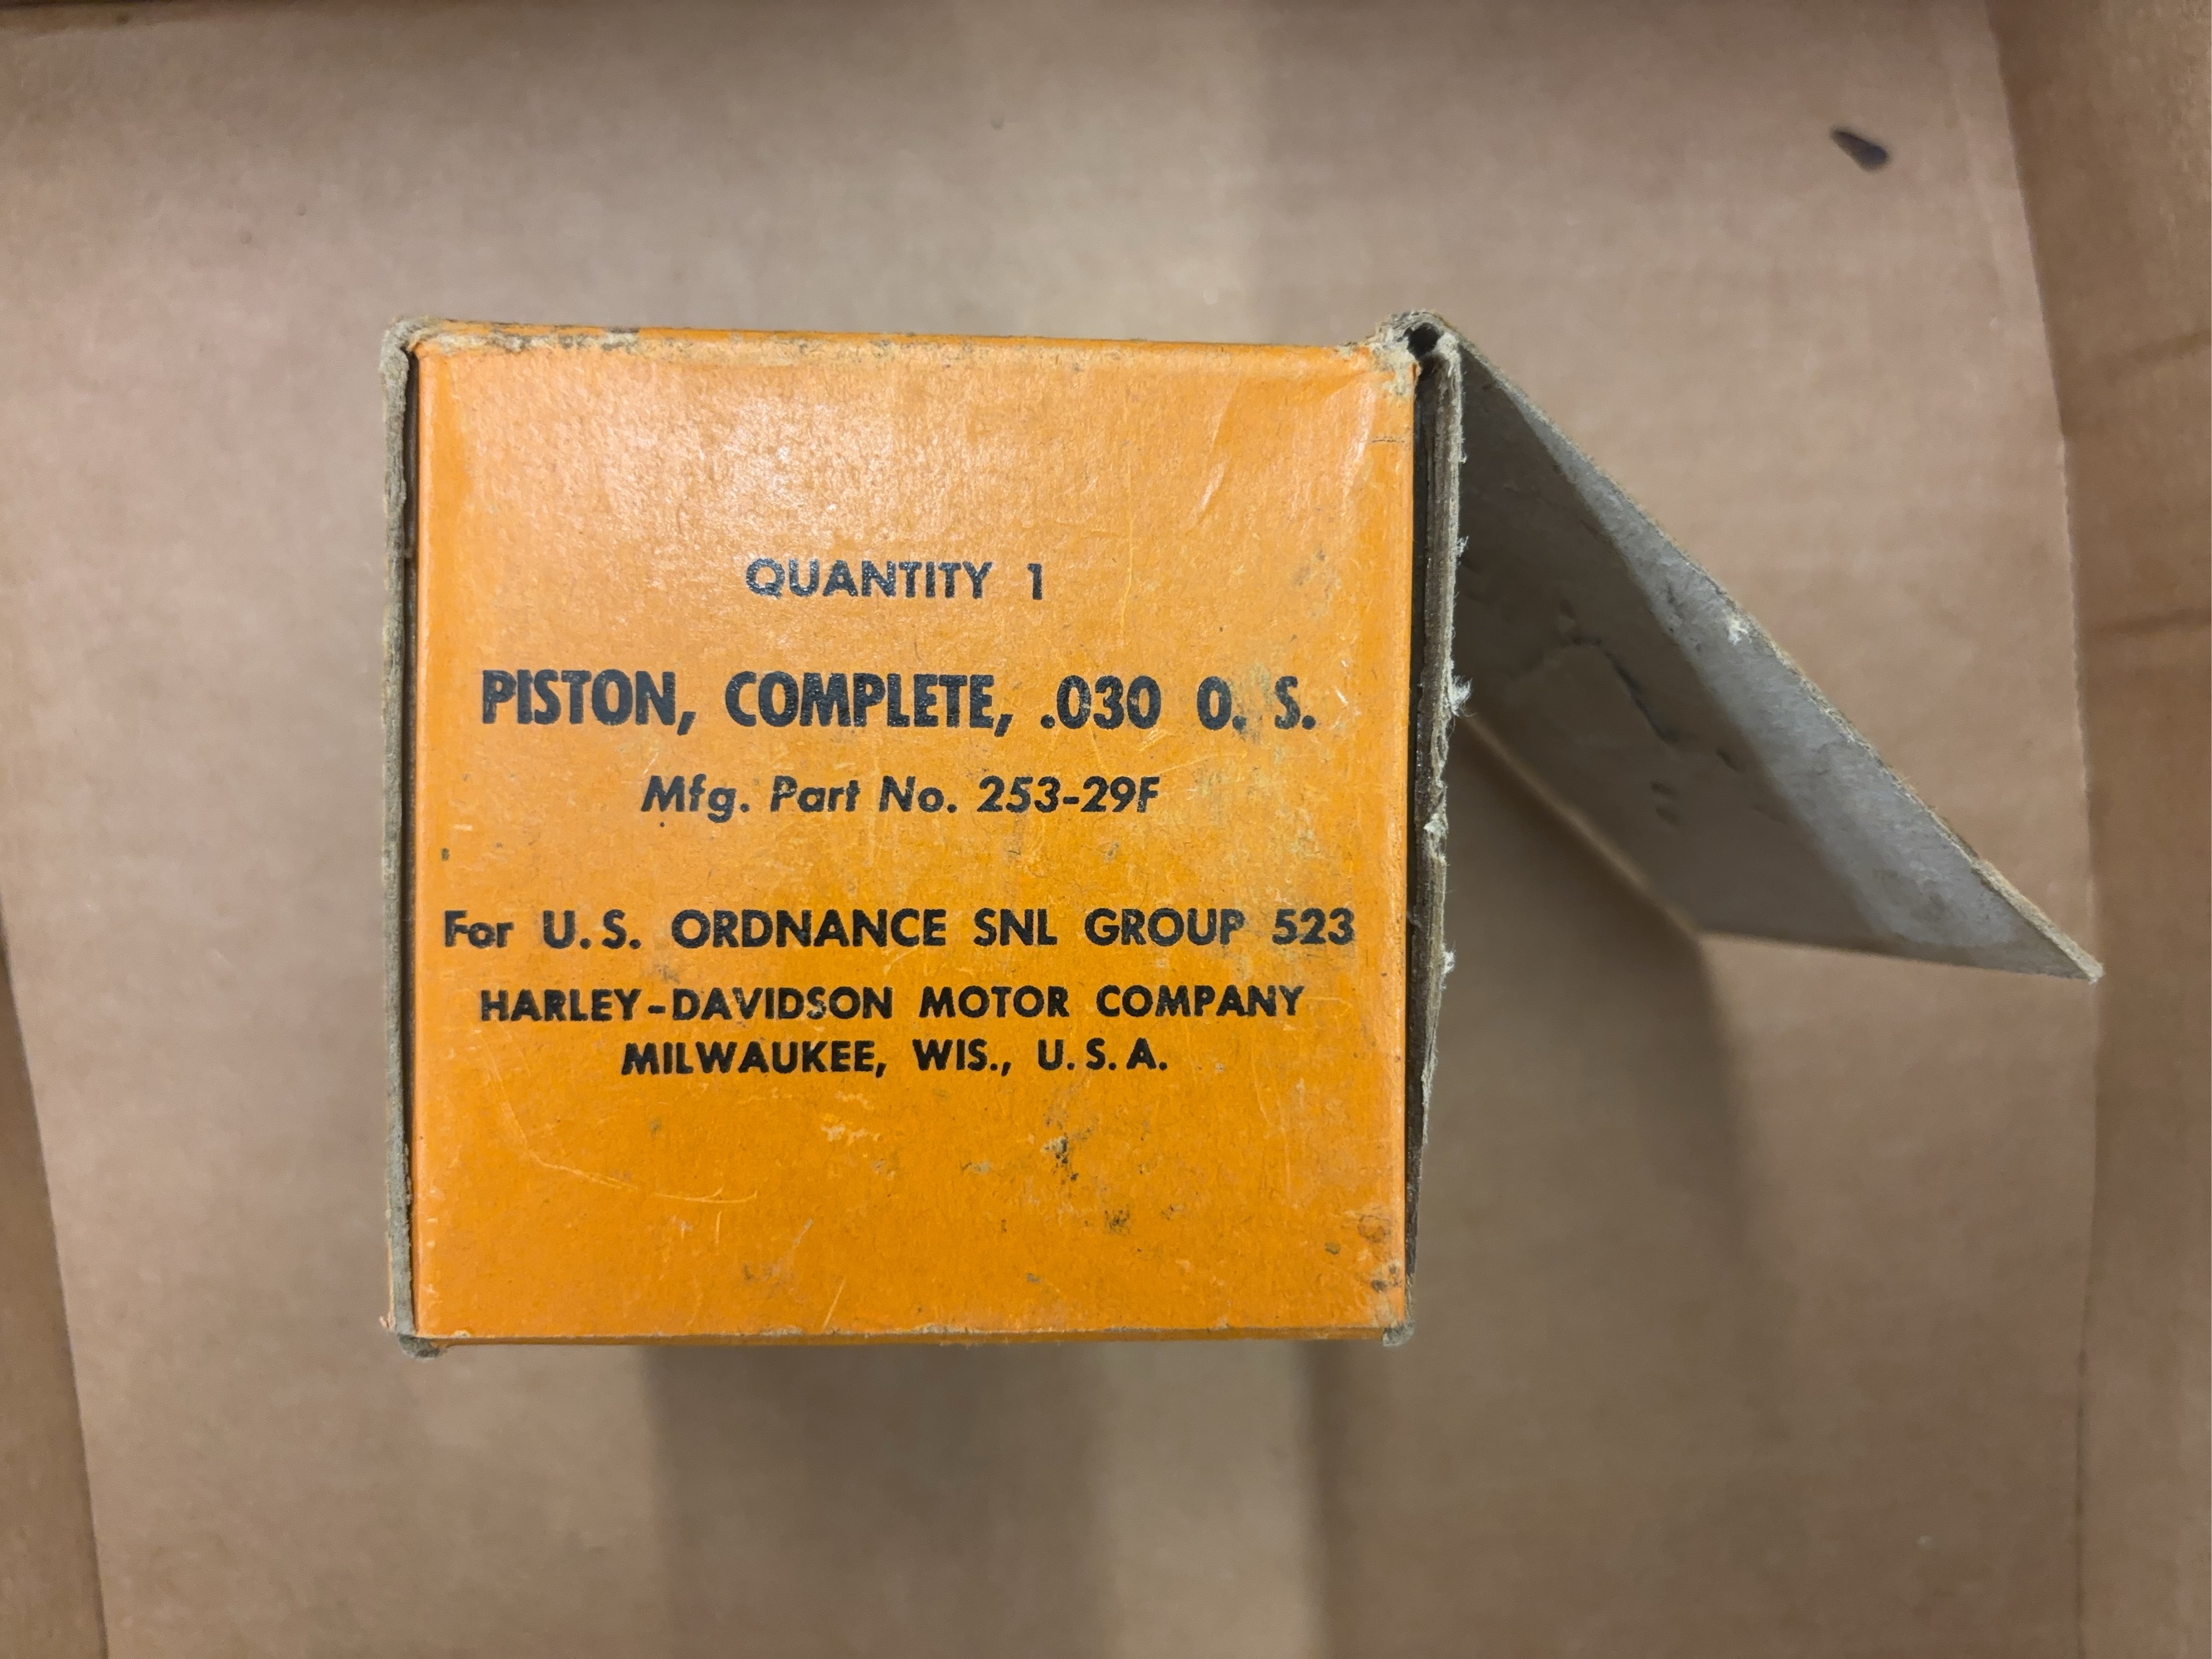 QUANTITY 1
PISTON, COMPLETE, .030 O. S.
Mfg. Part No. 253-29F
For U.S. ORDNANCE SNL GROUP 523
HARLEY-DAVIDSON MOTOR COMPANY
MILWAUKEE, WIS., U.S.A.